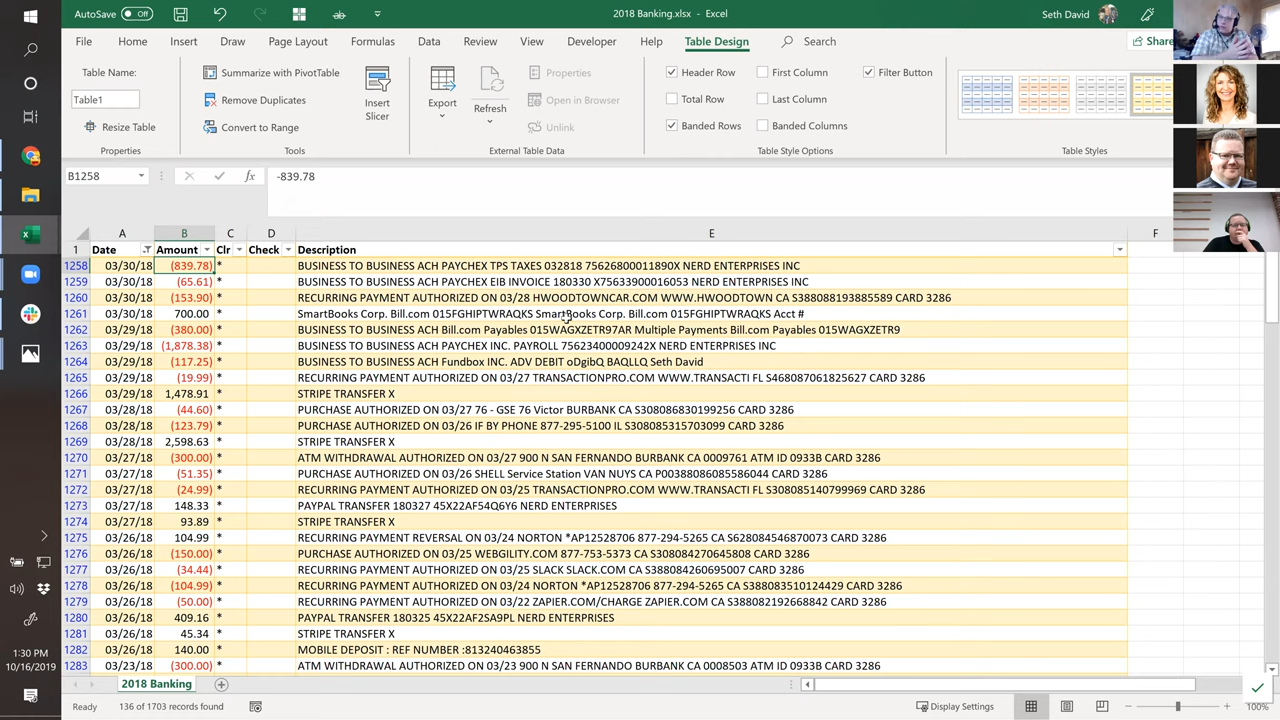 AutoSave Off 2018 Banking.xlsx - Excel Seth David
File Home Insert Draw Page Layout Formulas Data Review View Developer Help Table Design Search Share
Table Name:
Table1
Resize Table
Properties
Summarize with PivotTable
Remove Duplicates
Convert to Range
Tools
Insert
Slicer
Export
Refresh
Properties
Open in Browser
Unlink
External Table Data
Header Row First Column Filter Button
Total Row Last Column
Banded Rows Banded Columns
Table Style Options
Table Styles
B1258 fx -839.78
A B C D E F
1 Date Amount Clr Check Description
1258 03/30/18 (839.78) * BUSINESS TO BUSINESS ACH PAYCHEX TPS TAXES 032818 75626800011890X NERD ENTERPRISES INC
1259 03/30/18 (65.61) * BUSINESS TO BUSINESS ACH PAYCHEX EIB INVOICE 180330 X75633900016053 NERD ENTERPRISES INC
1260 03/30/18 (153.90) * RECURRING PAYMENT AUTHORIZED ON 03/28 HWOODTOWNCAR.COM WWW.HWOODTOWN CA S388088193885589 CARD 3286
1261 03/30/18 700.00 * SmartBooks Corp. Bill.com 015FGHIPTWRAQKS SmartBooks Corp. Bill.com 015FGHIPTWRAQKS Acct #
1262 03/29/18 (380.00) * BUSINESS TO BUSINESS ACH Bill.com Payables 015WAGXZETR97AR Multiple Payments Bill.com Payables 015WAGXZETR9
1263 03/29/18 (1,878.38) * BUSINESS TO BUSINESS ACH PAYCHEX INC. PAYROLL 75623400009242X NERD ENTERPRISES INC
1264 03/29/18 (117.25) * BUSINESS TO BUSINESS ACH Fundbox INC. ADV DEBIT oDgibQ BAQLLQ Seth David
1265 03/29/18 (19.99) * RECURRING PAYMENT AUTHORIZED ON 03/27 TRANSACTIONPRO.COM WWW.TRANSACTI FL S468087061825627 CARD 3286
1266 03/29/18 1,478.91 * STRIPE TRANSFER X
1267 03/28/18 (44.60) * PURCHASE AUTHORIZED ON 03/27 76 - GSE 76 Victor BURBANK CA S308086830199256 CARD 3286
1268 03/28/18 (123.79) * PURCHASE AUTHORIZED ON 03/26 IF BY PHONE 877-295-5100 IL S308085315703099 CARD 3286
1269 03/28/18 2,598.63 * STRIPE TRANSFER X
1270 03/27/18 (300.00) * ATM WITHDRAWAL AUTHORIZED ON 03/27 900 N SAN FERNANDO BURBANK CA 0009761 ATM ID 0933B CARD 3286
1271 03/27/18 (51.35) * PURCHASE AUTHORIZED ON 03/26 SHELL Service Station VAN NUYS CA P00388086085586044 CARD 3286
1272 03/27/18 (24.99) * RECURRING PAYMENT AUTHORIZED ON 03/25 TRANSACTIONPRO.COM WWW.TRANSACTI FL S308085140799969 CARD 3286
1273 03/27/18 148.33 * PAYPAL TRANSFER 180327 45X22AF54Q6Y6 NERD ENTERPRISES
1274 03/27/18 93.89 * STRIPE TRANSFER X
1275 03/26/18 104.99 * RECURRING PAYMENT REVERSAL ON 03/24 NORTON *AP12528706 877-294-5265 CA S628084546870073 CARD 3286
1276 03/26/18 (150.00) * PURCHASE AUTHORIZED ON 03/25 WEBGILITY.COM 877-753-5373 CA S308084270645803 CARD 3286
1277 03/26/18 (34.44) * RECURRING PAYMENT AUTHORIZED ON 03/25 SLACK SLACK.COM CA S388084260695007 CARD 3286
1278 03/26/18 (104.99) * RECURRING PAYMENT AUTHORIZED ON 03/24 NORTON *AP12528706 877-294-5265 CA S308083510124429 CARD 3286
1279 03/26/18 (50.00) * RECURRING PAYMENT AUTHORIZED ON 03/22 ZAPIER.COM/CHARGE ZAPIER.COM CA S388082192668842 CARD 3286
1280 03/26/18 409.16 * PAYPAL TRANSFER 180325 45X22AF2SA9PL NERD ENTERPRISES
1281 03/26/18 45.34 * STRIPE TRANSFER X
1282 03/26/18 140.00 * MOBILE DEPOSIT : REF NUMBER :813240463855
1283 03/23/18 (300.00) * ATM WITHDRAWAL AUTHORIZED ON 03/23 900 N SAN FERNANDO BURBANK CA 0008503 ATM ID 0933B CARD 3286
2018 Banking
Ready 136 of 1703 records found Display Settings 100%
1:30 PM
10/16/2019